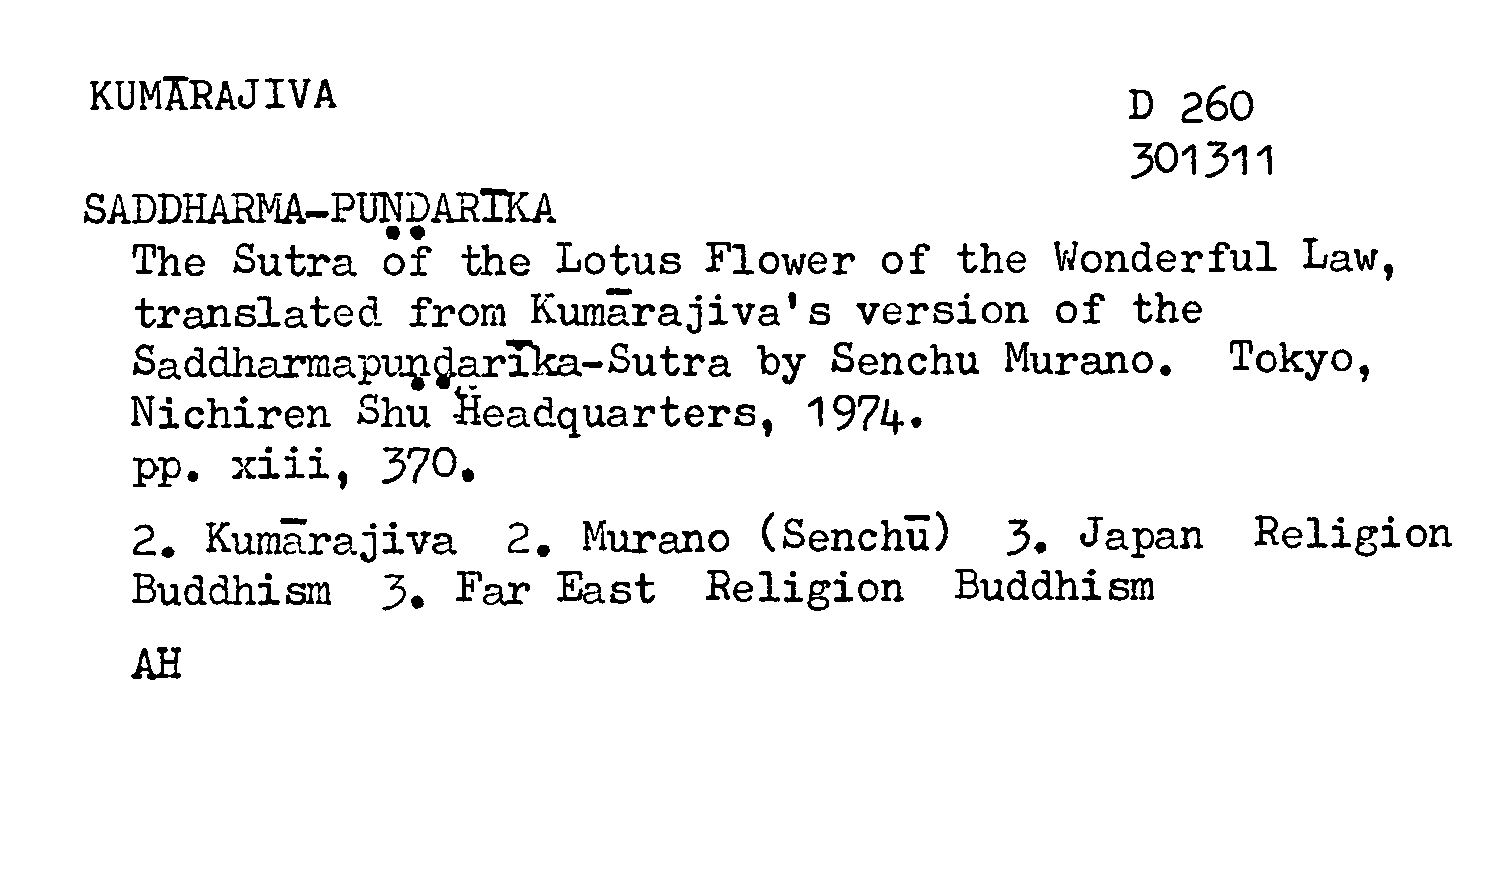 KUMĀRAJIVA
D 260
301311
SADDHARMA-PUṆḌARĪKA
The Sutra of the Lotus Flower of the Wonderful Law,
translated from Kumārajiva's version of the
Saddharmapuṇḍarīka-Sutra by Senchu Murano. Tokyo,
Nichiren Shu Headquarters, 1974.
pp. xiii, 370.
2. Kumārajiva 2. Murano (Senchū) 3. Japan Religion
Buddhism 3. Far East Religion Buddhism
AH